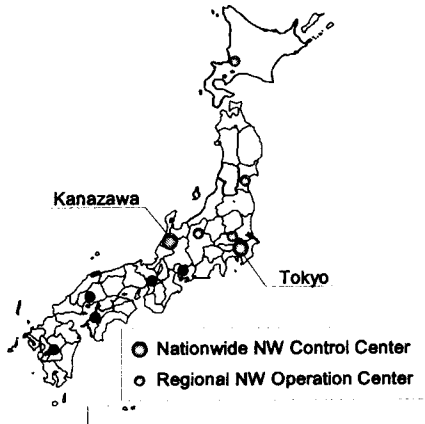 Kanazawa
Tokyo
Nationwide NW Control Center
Regional NW Operation Center